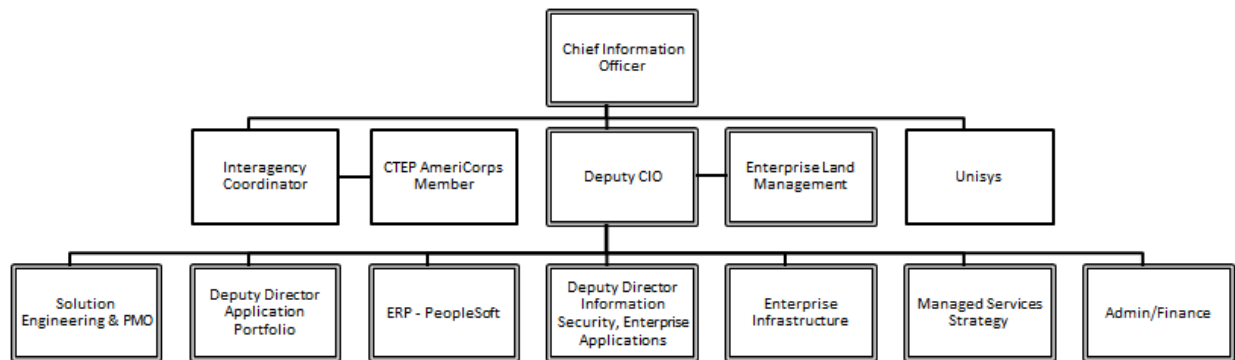 Chief Information
Officer
Interagency
Coordinator
CTEP AmeriCorps
Member
Deputy CIO
Enterprise Land
Management
Unisys
Solution
Engineering & PMO
Deputy Director
Application
Portfolio
ERP - PeopleSoft
Deputy Director
Information
Security, Enterprise
Applications
Enterprise
Infrastructure
Managed Services
Strategy
Admin/Finance